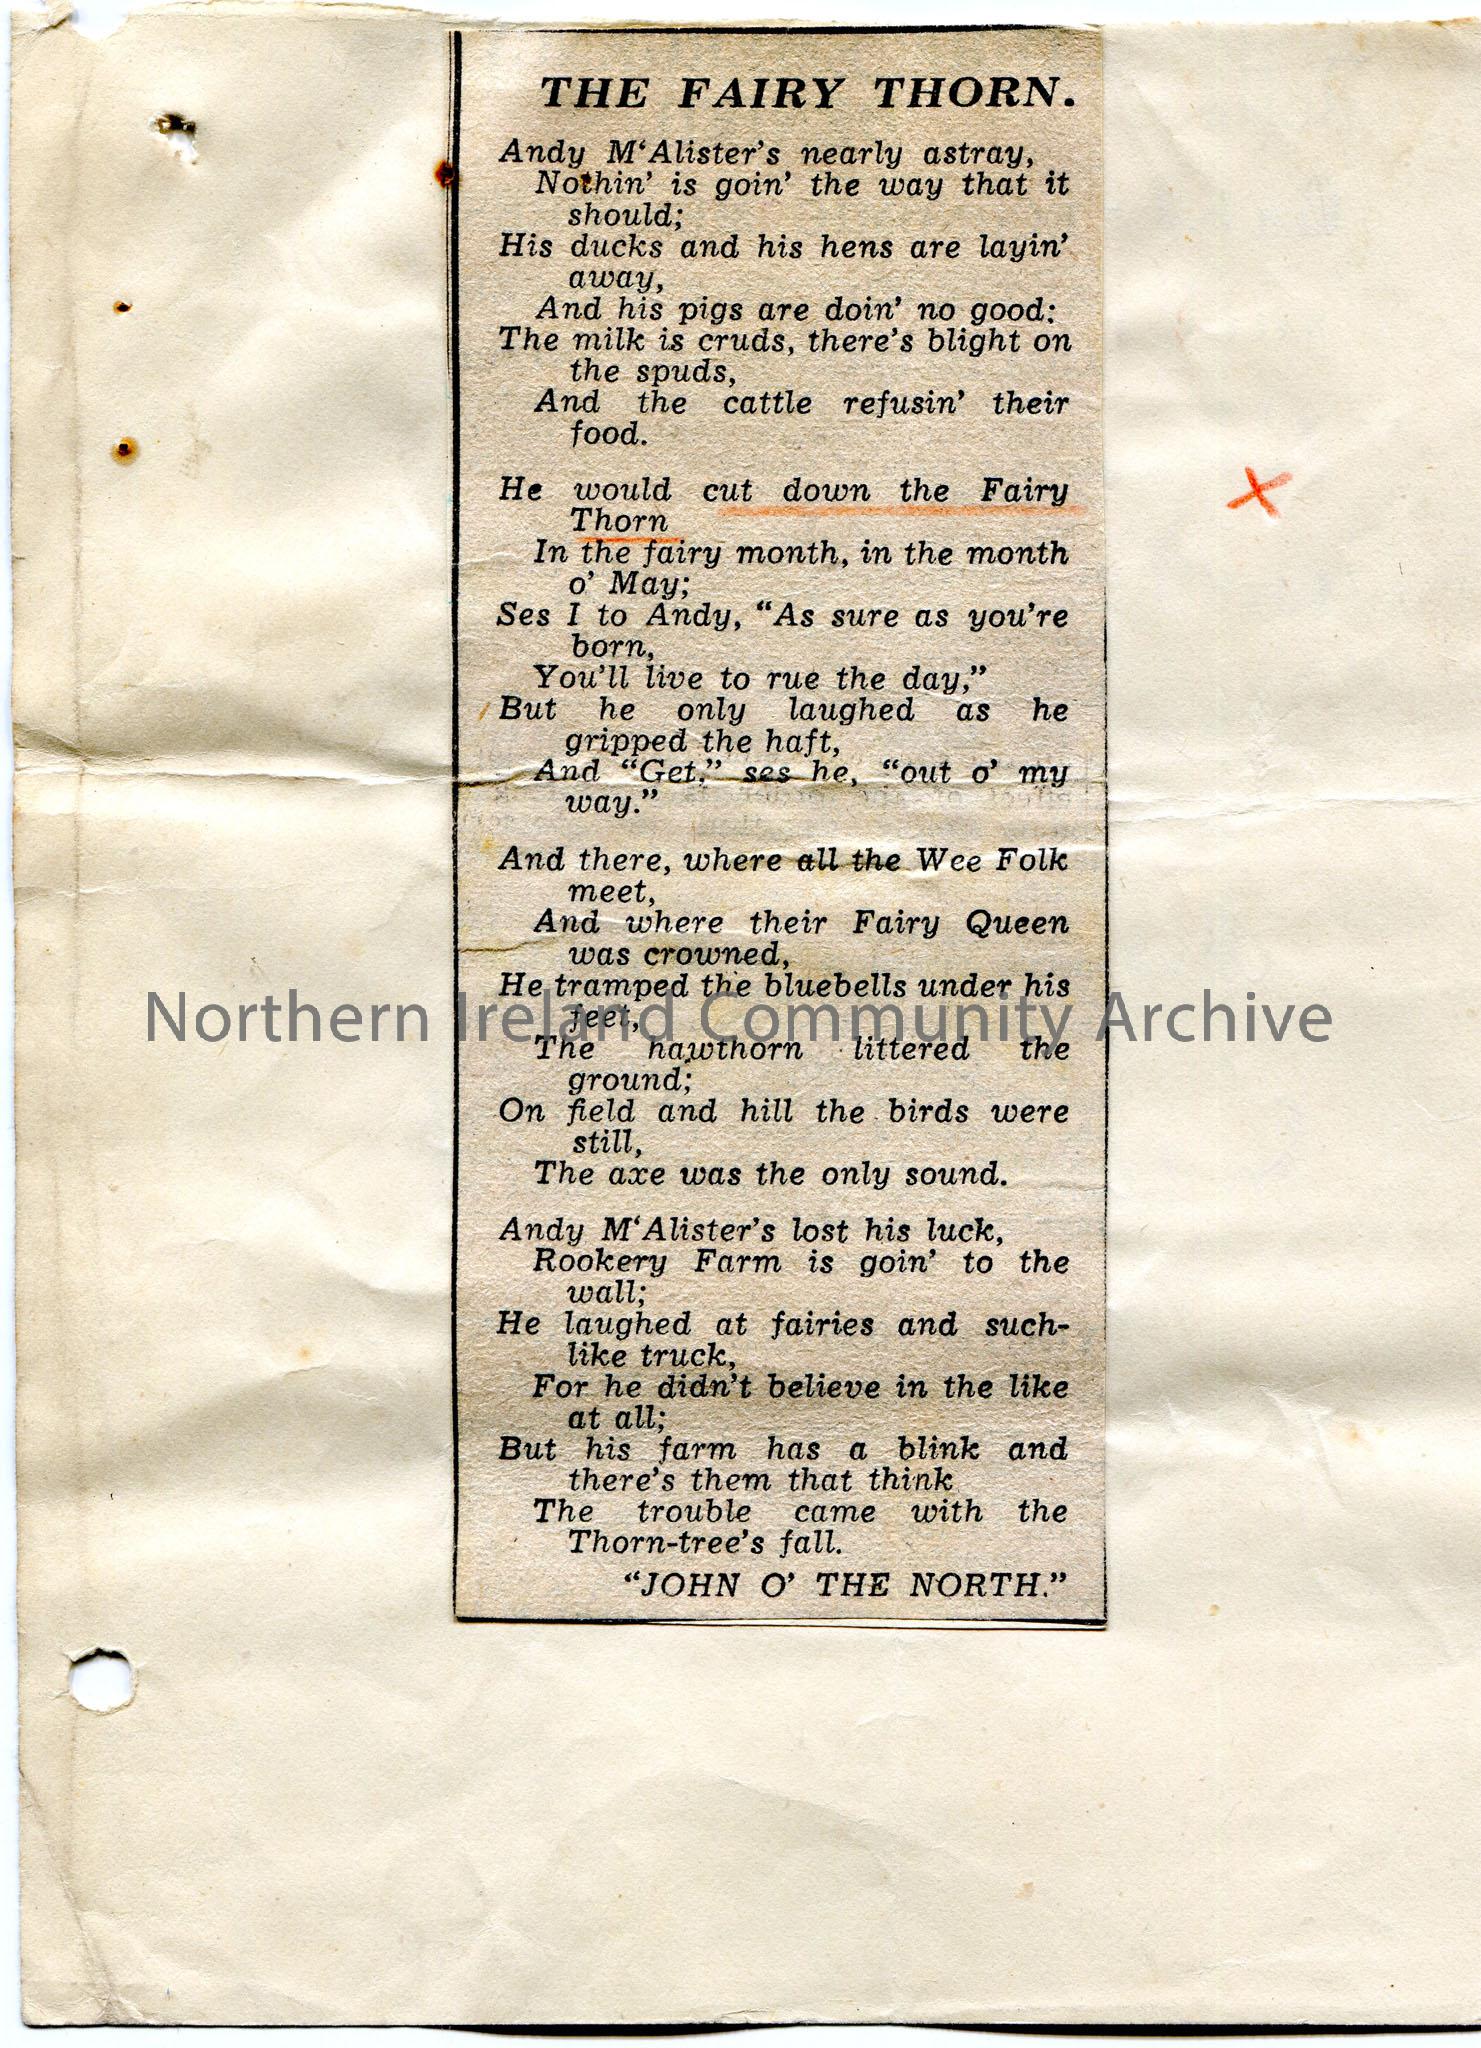 THE FAIRY THORN.
Andy M‘Alister's nearly astray,
Nothin' is goin' the way that it
should;
His ducks and his hens are layin'
away,
And his pigs are doin' no good;
The milk is cruds, there's blight on
the spuds,
And the cattle refusin' their
food.
He would cut down the Fairy
Thorn
In the fairy month, in the month
o' May;
Ses I to Andy, “As sure as you're
born,
You'll live to rue the day,”
But he only laughed as he
gripped the haft,
And “Get,” ses he, “out o' my
way.”
And there, where all the Wee Folk
meet,
And where their Fairy Queen
was crowned,
He tramped the bluebells under his
feet,
Northern Ireland Community Archive
The hawthorn littered the
ground;
On field and hill the birds were
still,
The axe was the only sound.
Andy M‘Alister's lost his luck,
Rookery Farm is goin' to the
wall;
He laughed at fairies and such-
like truck,
For he didn't believe in the like
at all;
But his farm has a blink and
there's them that think
The trouble came with the
Thorn-tree's fall.
“JOHN O' THE NORTH.”